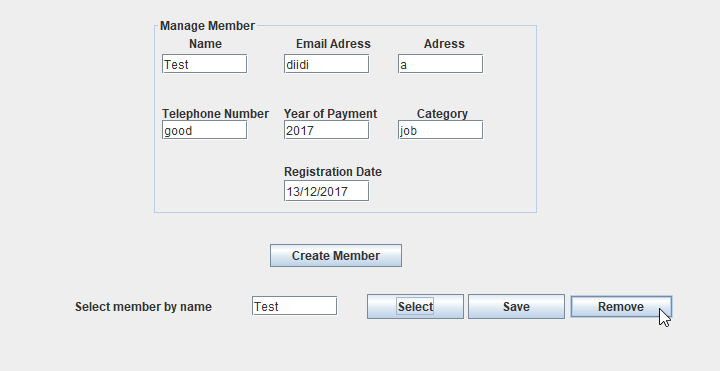 Manage Member
Name Email Adress Adress
Test diidi a
Telephone Number Year of Payment Category
good 2017 job
Registration Date
13/12/2017
Create Member
Select member by name Test Select Save Remove